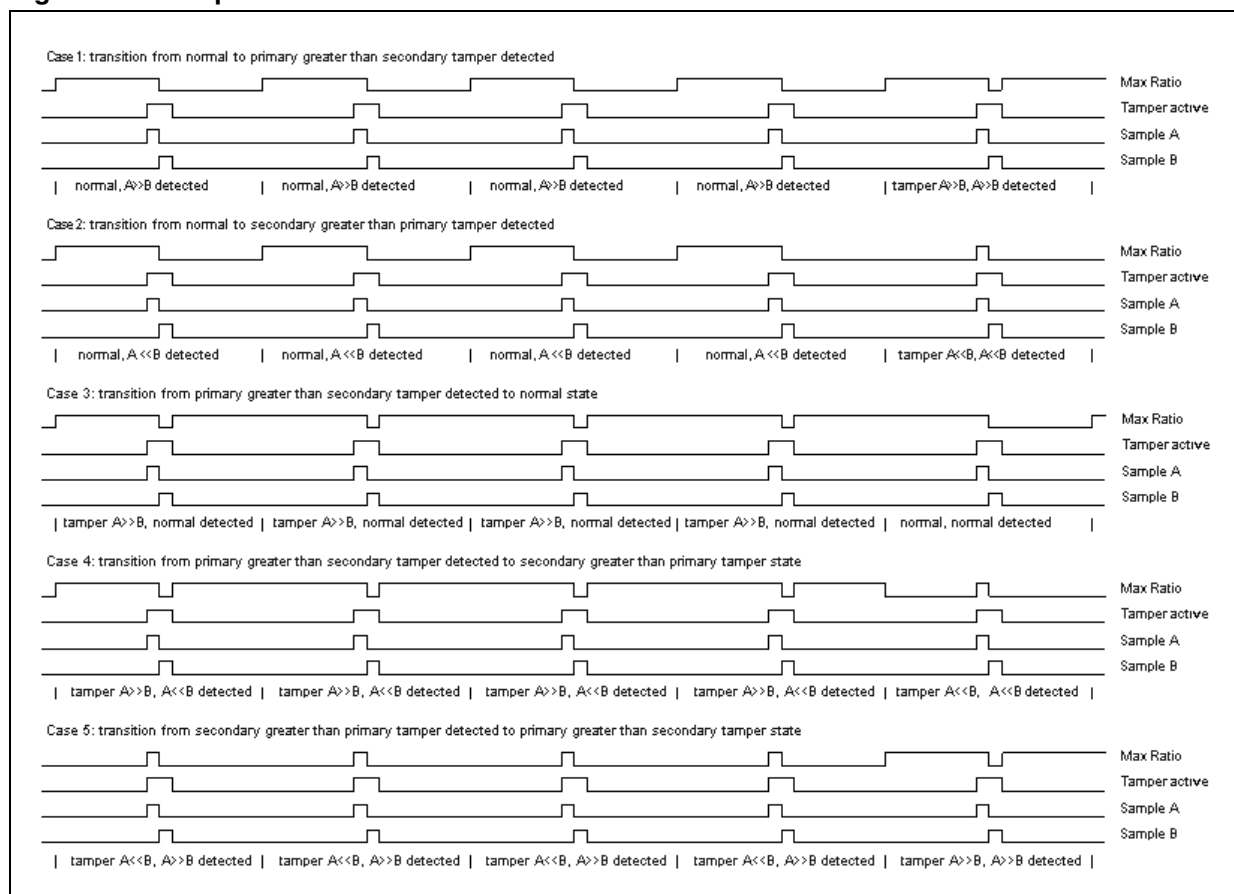 Case 1: transition from normal to primary greater than secondary tamper detected
Max Ratio
Tamper active
Sample A
Sample B
| normal, A>>B detected | normal, A>>B detected | normal, A>>B detected | normal, A>>B detected | tamper A>>B, A>>B detected |
Case 2: transition from normal to secondary greater than primary tamper detected
Max Ratio
Tamper active
Sample A
Sample B
| normal, A<<B detected | normal, A<<B detected | normal, A<<B detected | normal, A<<B detected | tamper A<<B, A<<B detected |
Case 3: transition from primary greater than secondary tamper detected to normal state
Max Ratio
Tamper active
Sample A
Sample B
| tamper A>>B, normal detected | tamper A>>B, normal detected | tamper A>>B, normal detected | tamper A>>B, normal detected | normal, normal detected |
Case 4: transition from primary greater than secondary tamper detected to secondary greater than primary tamper state
Max Ratio
Tamper active
Sample A
Sample B
| tamper A>>B, A<<B detected | tamper A>>B, A<<B detected | tamper A>>B, A<<B detected | tamper A>>B, A<<B detected | tamper A<<B, A<<B detected |
Case 5: transition from secondary greater than primary tamper detected to primary greater than secondary tamper state
Max Ratio
Tamper active
Sample A
Sample B
| tamper A<<B, A>>B detected | tamper A<<B, A>>B detected | tamper A<<B, A>>B detected | tamper A<<B, A>>B detected | tamper A>>B, A>>B detected |